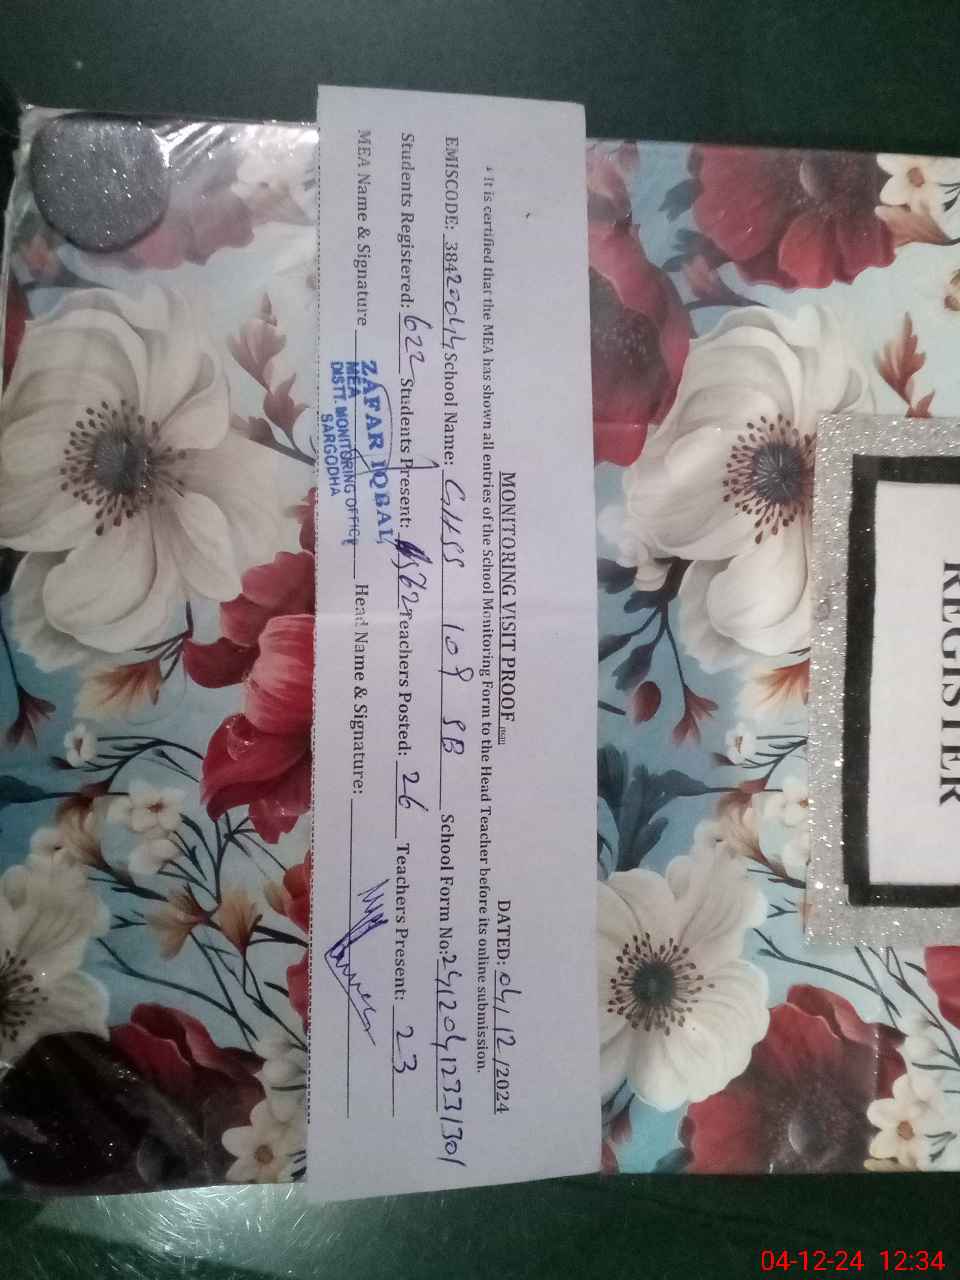 MONITORING VISIT PROOF DATED: 04/12/2024
* It is certified that the MEA has shown all entries of the School Monitoring Form to the Head Teacher before its online submission.
EMISCODE: 38420044 School Name: GHSS 109 SB School Form No: 241204123301
Students Registered: 622 Students Present: 562 Teachers Posted: 26 Teachers Present: 23
MEA Name & Signature Head Name & Signature:
ZAFAR IQBAL
MEA
DISTT. MONITORING OFFICE
SARGODHA
REGISTER
04-12-24 12:34